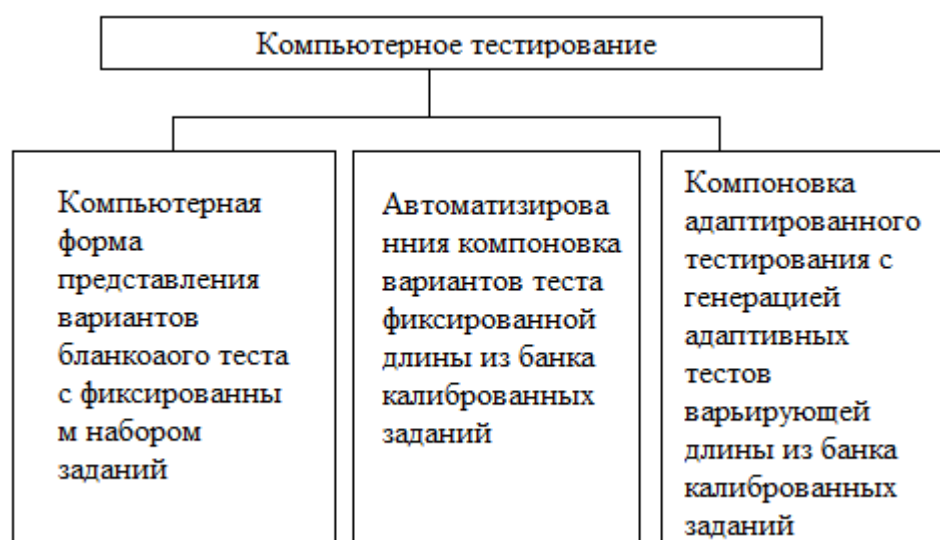 Компьютерное тестирование
Компьютерная
форма
представления
вариантов
бланкоаого теста
с фиксированны
м набором
заданий
Автоматизирова
нния компоновка
вариантов теста
фиксированной
длины из банка
калиброванных
заданий
Компоновка
адаптированного
тестирования с
генерацией
адаптивных
тестов
варьирующей
длины из банка
калиброванных
заданий